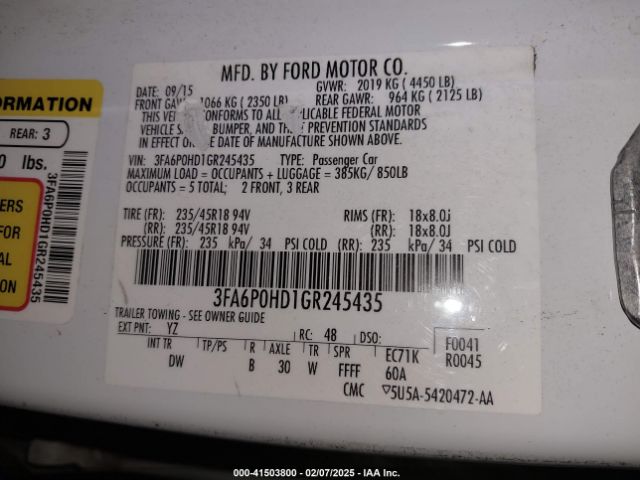 ORMATION
REAR: 3
0 lbs.
ERS
FOR
AL
ION
3FA6P0HD1GR245435
MFD. BY FORD MOTOR CO.
DATE: 09/15 GVWR: 2019 KG ( 4450 LB)
FRONT GAWR: 1066 KG ( 2350 LB) REAR GAWR: 964 KG ( 2125 LB)
THIS VEHICLE CONFORMS TO ALL APPLICABLE FEDERAL MOTOR
VEHICLE BUMPER, AND THEFT PREVENTION STANDARDS
IN EFFECT DATE OF MANUFACTURE SHOWN ABOVE.
VIN: 3FA6P0HD1GR245435 TYPE: Passenger Car
MAXIMUM LOAD = OCCUPANTS + LUGGAGE = 385KG/ 850LB
OCCUPANTS = 5 TOTAL; 2 FRONT, 3 REAR
TIRE (FR): 235/45R18 94V RIMS (FR): 18x8.0j
(RR): 235/45R18 94V (RR): 18x8.0j
PRESSURE (FR): 235 kPa/ 34 PSI COLD (RR): 235 kPa/ 34 PSI COLD
3FA6P0HD1GR245435
TRAILER TOWING - SEE OWNER GUIDE
EXT PNT: YZ RC: 48 DSO: F0041
INT TR TP/PS R AXLE TR SPR EC71K R0045
DW B 30 W FFFF 60A
CMC ▽5U5A-5420472-AA
000-41503800 - 02/07/2025 - IAA Inc.